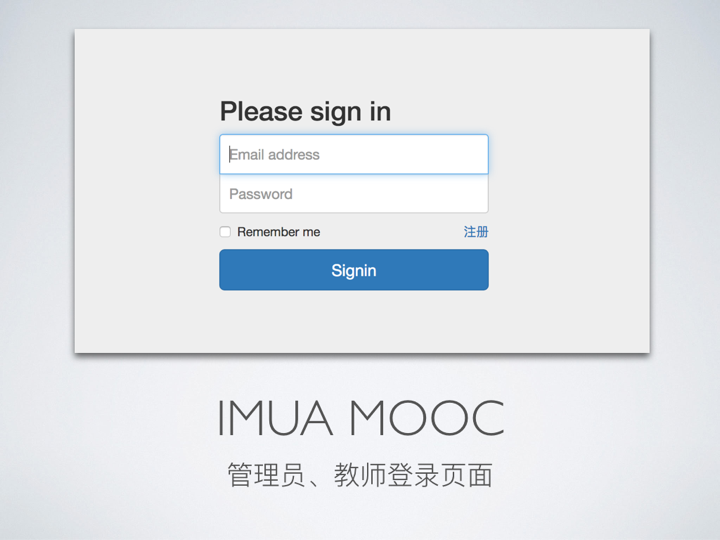 Please sign in
Email address
Password
Remember me 注册
Signin
IMUA MOOC
管理员、教师登录页面